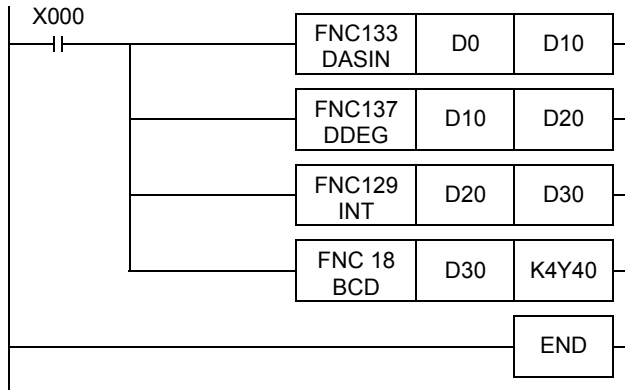 X000
FNC133
DASIN
D0
D10
FNC137
DDEG
D10
D20
FNC129
INT
D20
D30
FNC 18
BCD
D30
K4Y40
END